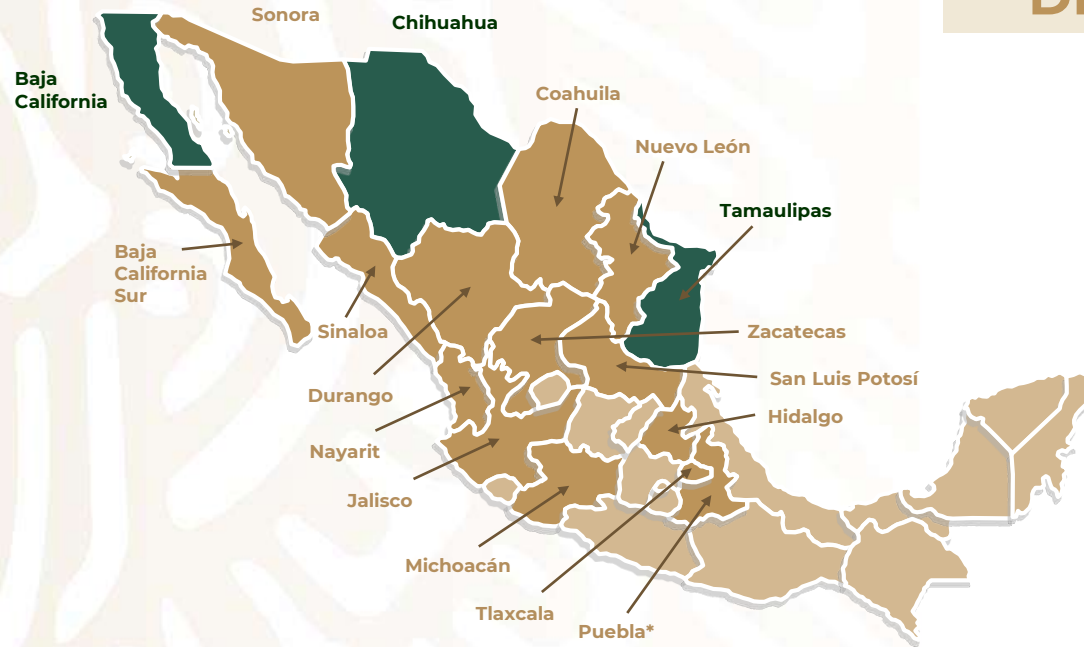 Sonora
Chihuahua
Baja
California
Coahuila
Nuevo León
Tamaulipas
Baja
California
Sur
Sinaloa
Zacatecas
San Luis Potosí
Durango
Hidalgo
Nayarit
Jalisco
Michoacán
Tlaxcala
Puebla*